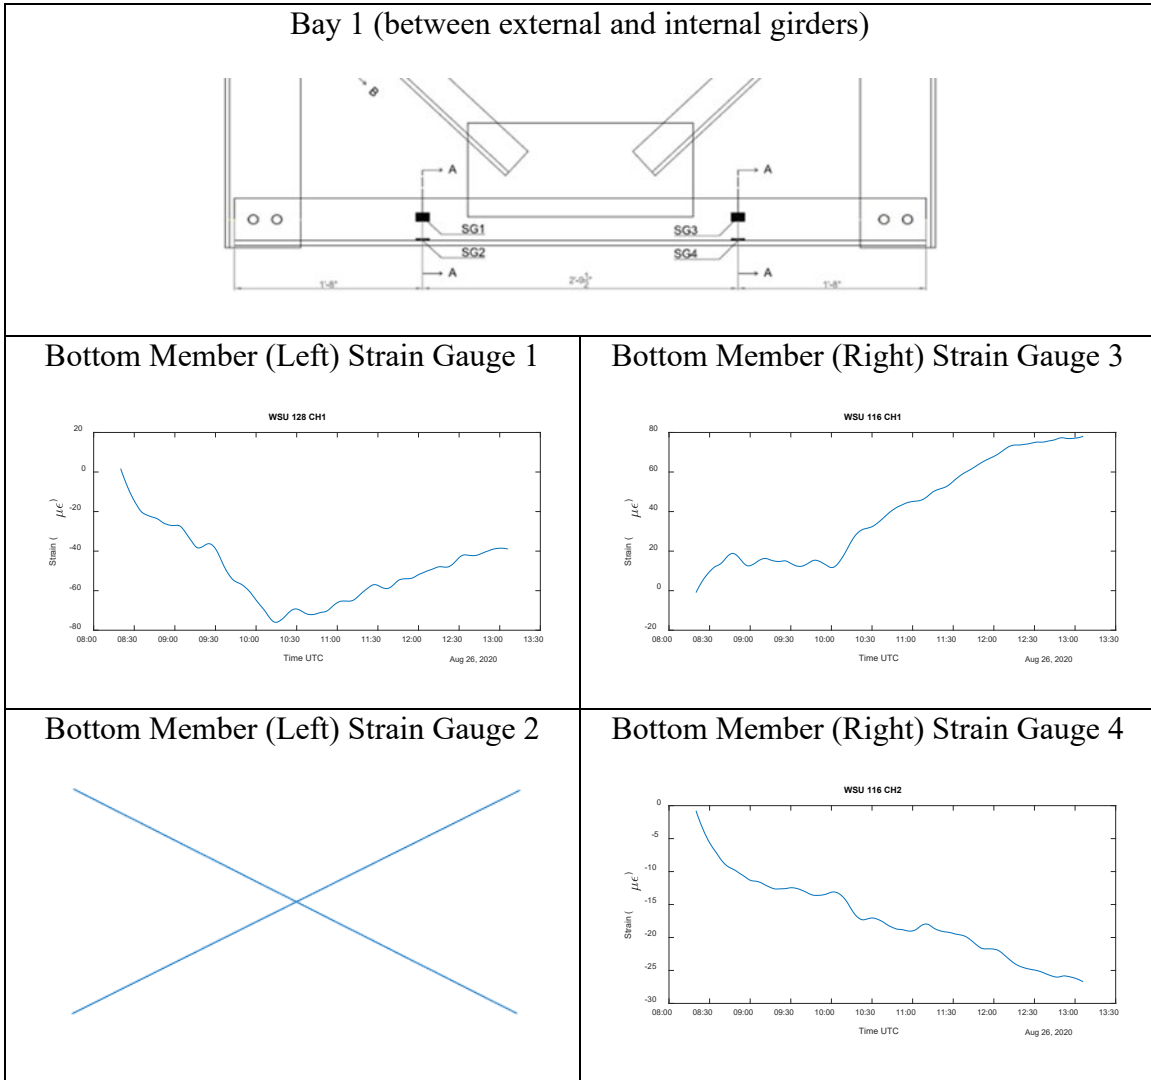 Bay 1 (between external and internal girders)
B
A A
SG1 SG3
SG2 SG4
A A
1'-8" 2'-9½" 1'-8"
Bottom Member (Left) Strain Gauge 1
WSU 128 CH1
20
0
-20
-40
-60
-80
Strain ( με)
08:00 08:30 09:00 09:30 10:00 10:30 11:00 11:30 12:00 12:30 13:00 13:30
Time UTC
Aug 26, 2020
Bottom Member (Right) Strain Gauge 3
WSU 116 CH1
80
60
40
20
0
-20
Strain ( με)
08:00 08:30 09:00 09:30 10:00 10:30 11:00 11:30 12:00 12:30 13:00 13:30
Time UTC
Aug 26, 2020
Bottom Member (Left) Strain Gauge 2
Bottom Member (Right) Strain Gauge 4
WSU 116 CH2
0
-5
-10
-15
-20
-25
-30
Strain ( με)
08:00 08:30 09:00 09:30 10:00 10:30 11:00 11:30 12:00 12:30 13:00 13:30
Time UTC
Aug 26, 2020